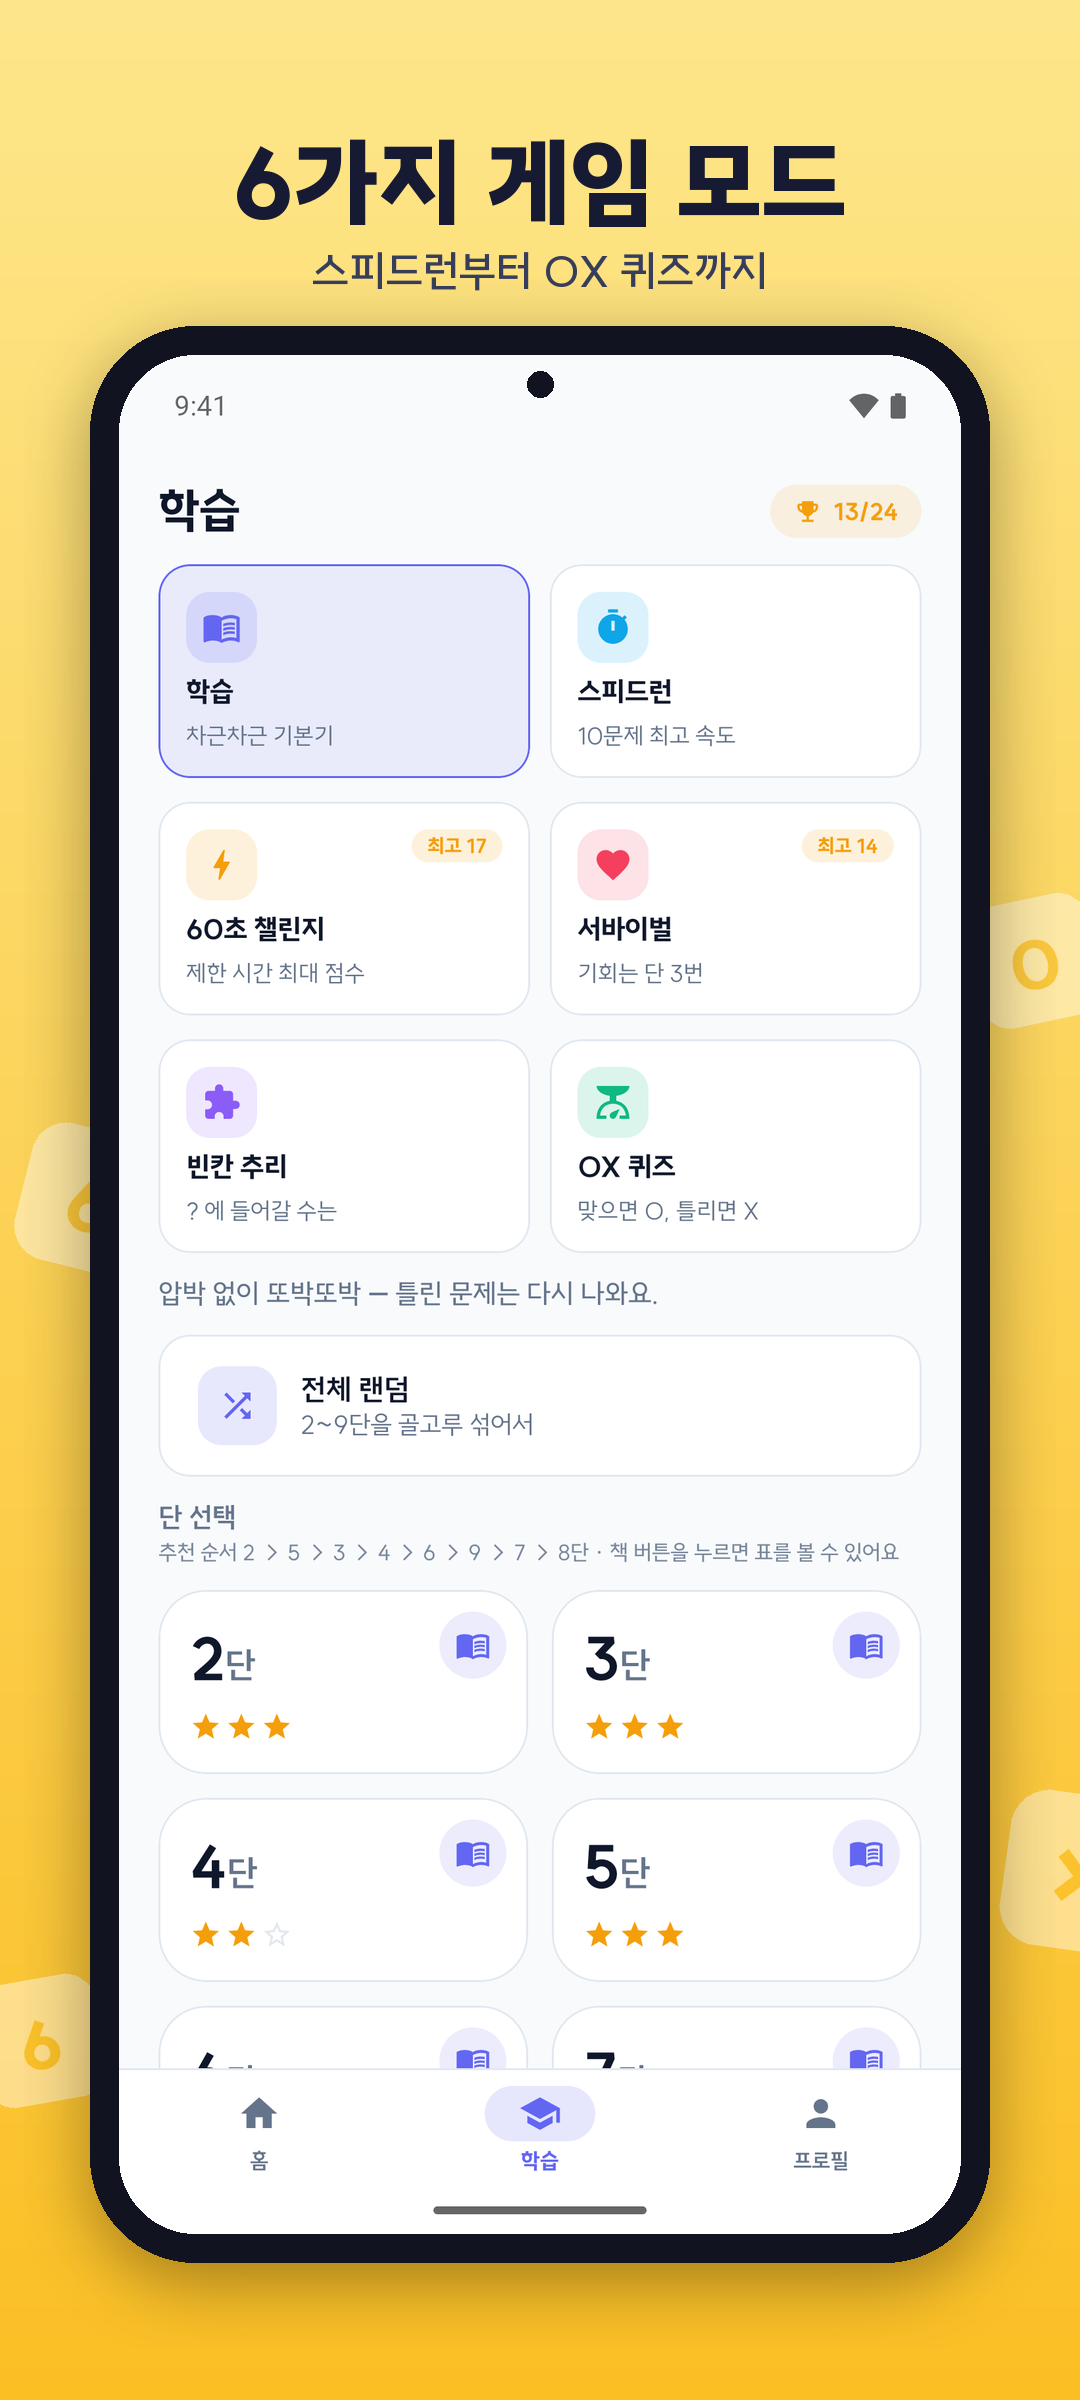 6가지 게임 모드
스피드런부터 OX 퀴즈까지
9:41
학습
13/24
학습
차근차근 기본기
스피드런
10문제 최고 속도
최고 17
60초 챌린지
제한 시간 최대 점수
최고 14
서바이벌
기회는 단 3번
빈칸 추리
? 에 들어갈 수는
OX 퀴즈
맞으면 O, 틀리면 X
압박 없이 또박또박 — 틀린 문제는 다시 나와요.
전체 랜덤
2~9단을 골고루 섞어서
단 선택
추천 순서 2 > 5 > 3 > 4 > 6 > 9 > 7 > 8단 · 책 버튼을 누르면 표를 볼 수 있어요
2단
3단
4단
5단
홈
학습
프로필
0
6